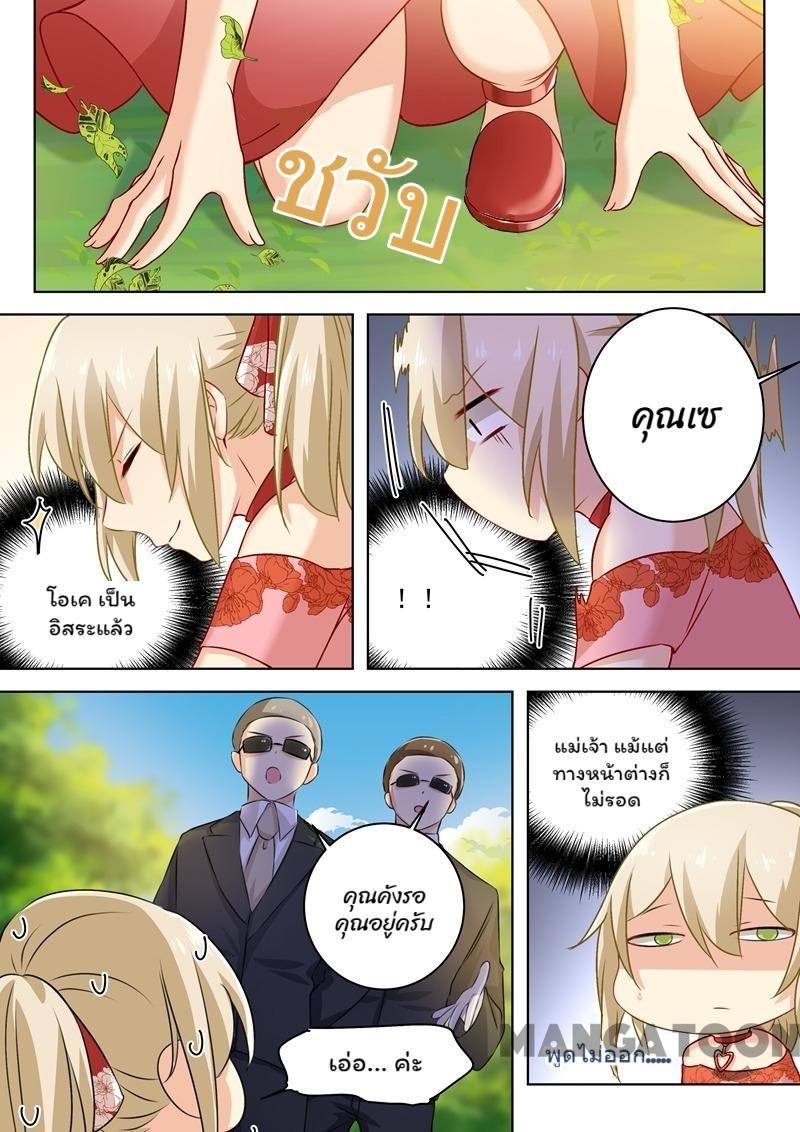 ชวับ
โอเค เป็น
อิสระแล้ว
คุณเซ
! !
แม่เจ้า แม้แต่
ทางหน้าต่างก็
ไม่รอด
คุณคังรอ
คุณอยู่ครับ
เอ่อ... ค่ะ
พูดไม่ออก.....
MANGATOON